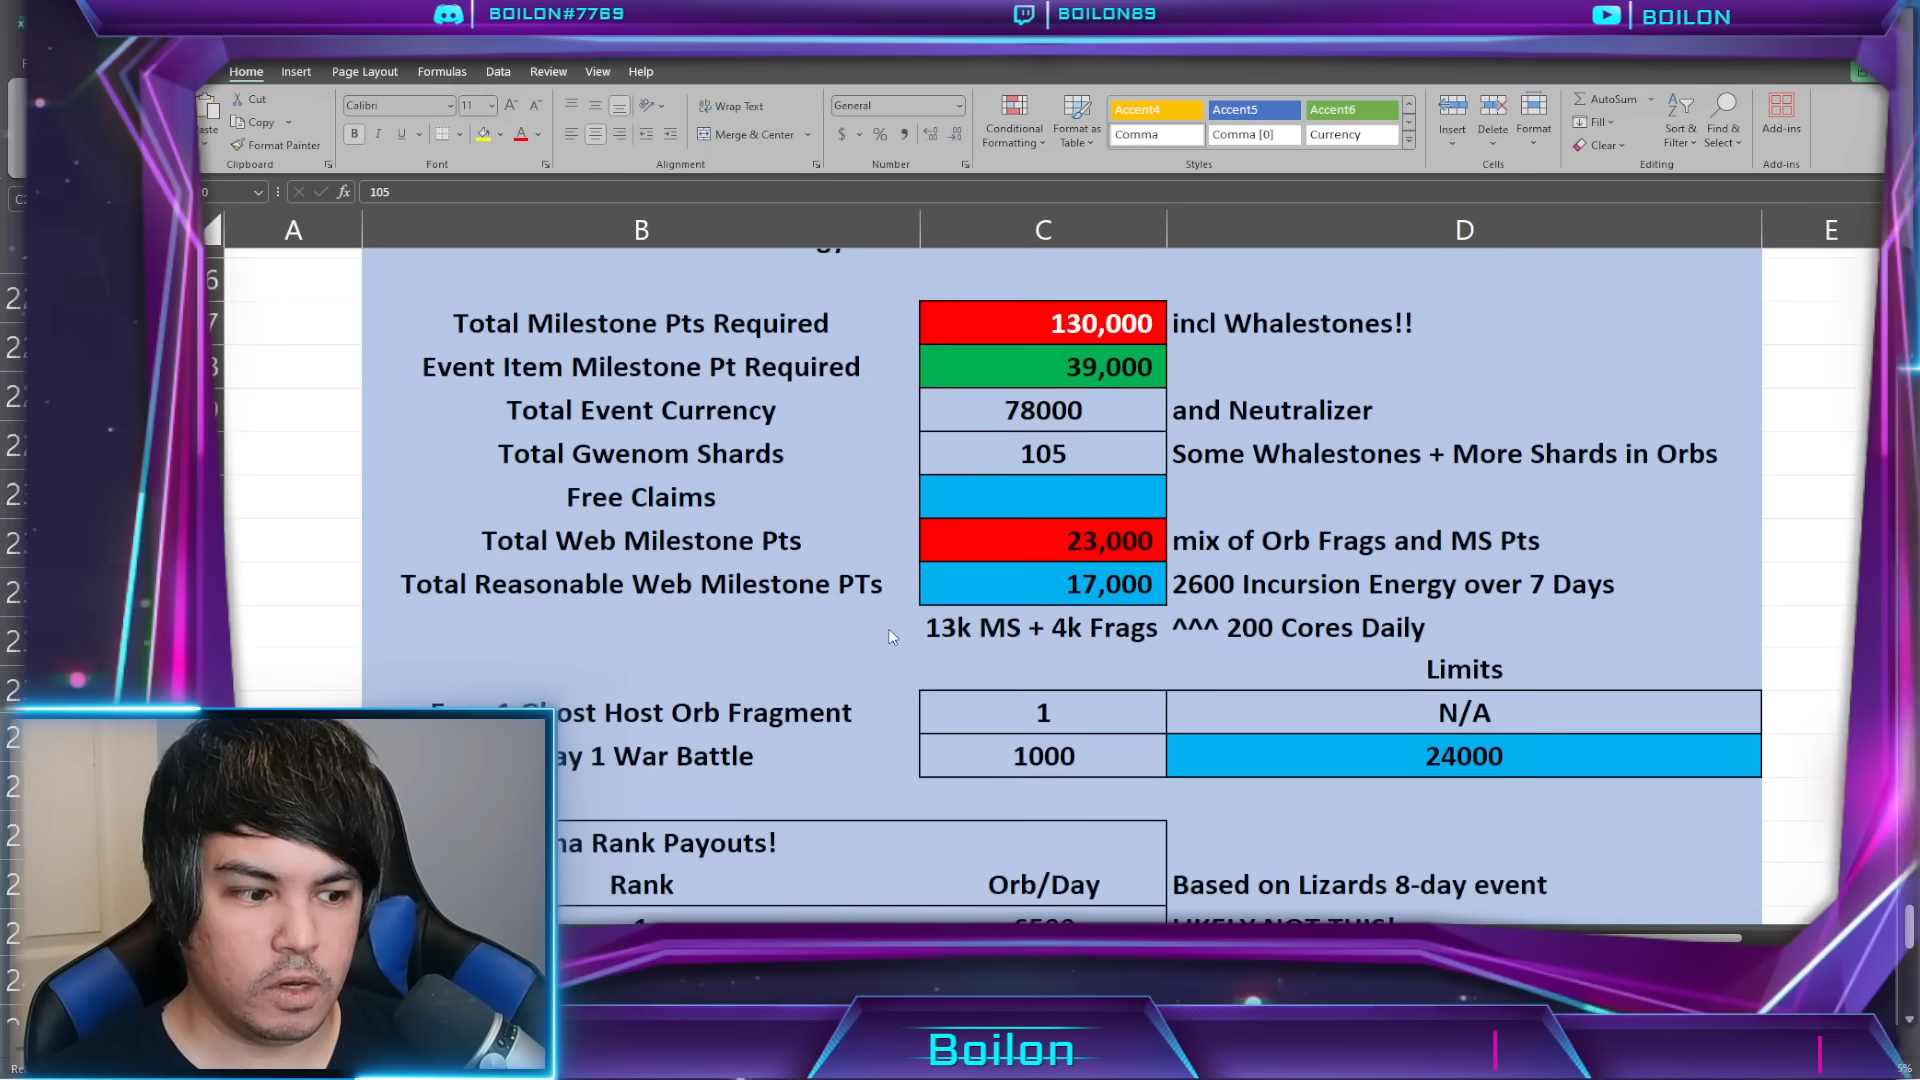 BOILON#7769
BOILON89
BOILON
Home Insert Page Layout Formulas Data Review View Help
Cut
Copy
Format Painter
Clipboard
Calibri 11
B I U
Font
Wrap Text
Merge & Center
Alignment
General
$ %
Number
Conditional Formatting
Format as Table
Accent4 Accent5 Accent6
Comma Comma [0] Currency
Styles
Insert Delete Format
Cells
AutoSum
Fill
Clear
Sort & Filter
Find & Select
Editing
Add-ins
Add-ins
fx 105
A B C D E
Total Milestone Pts Required 130,000 incl Whalestones!!
Event Item Milestone Pt Required 39,000
Total Event Currency 78000 and Neutralizer
Total Gwenom Shards 105 Some Whalestones + More Shards in Orbs
Free Claims
Total Web Milestone Pts 23,000 mix of Orb Frags and MS Pts
Total Reasonable Web Milestone PTs 17,000 2600 Incursion Energy over 7 Days
13k MS + 4k Frags ^^^ 200 Cores Daily
Limits
Host Orb Fragment 1 N/A
1 War Battle 1000 24000
Rank Payouts!
Rank Orb/Day Based on Lizards 8-day event
Boilon